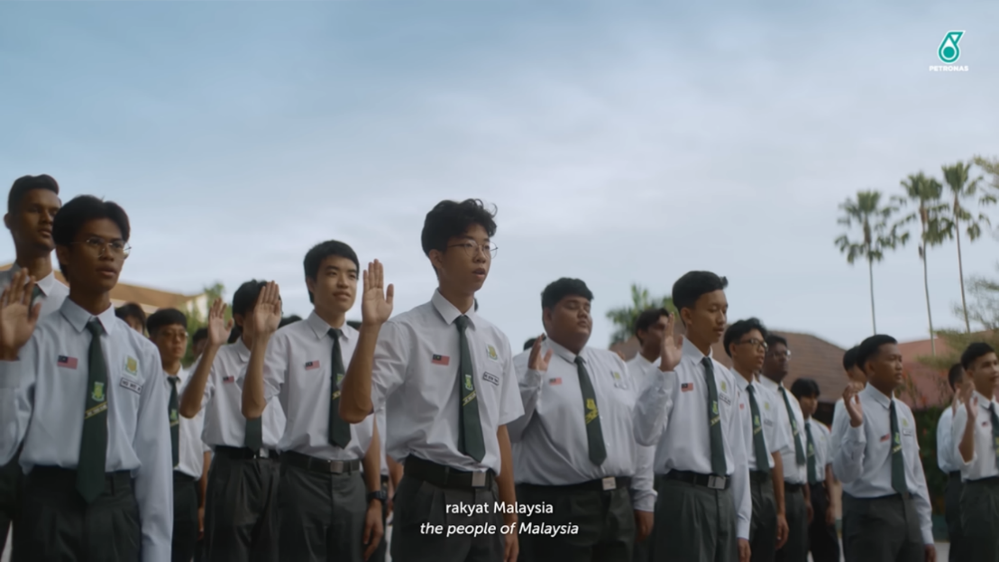 PETRONAS
rakyat Malaysia
the people of Malaysia